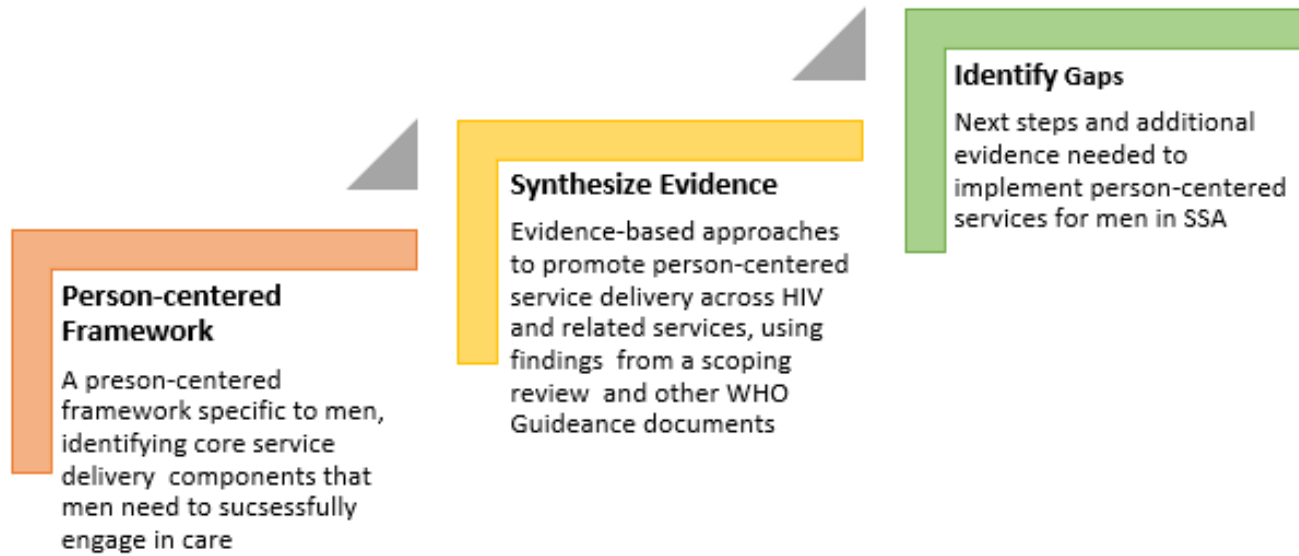 Person-centered
Framework
A preson-centered
framework specific to men,
identifying core service
delivery components that
men need to sucsessfully
engage in care
Synthesize Evidence
Evidence-based approaches
to promote person-centered
service delivery across HIV
and related services, using
findings from a scoping
review and other WHO
Guideance documents
Identify Gaps
Next steps and additional
evidence needed to
implement person-centered
services for men in SSA